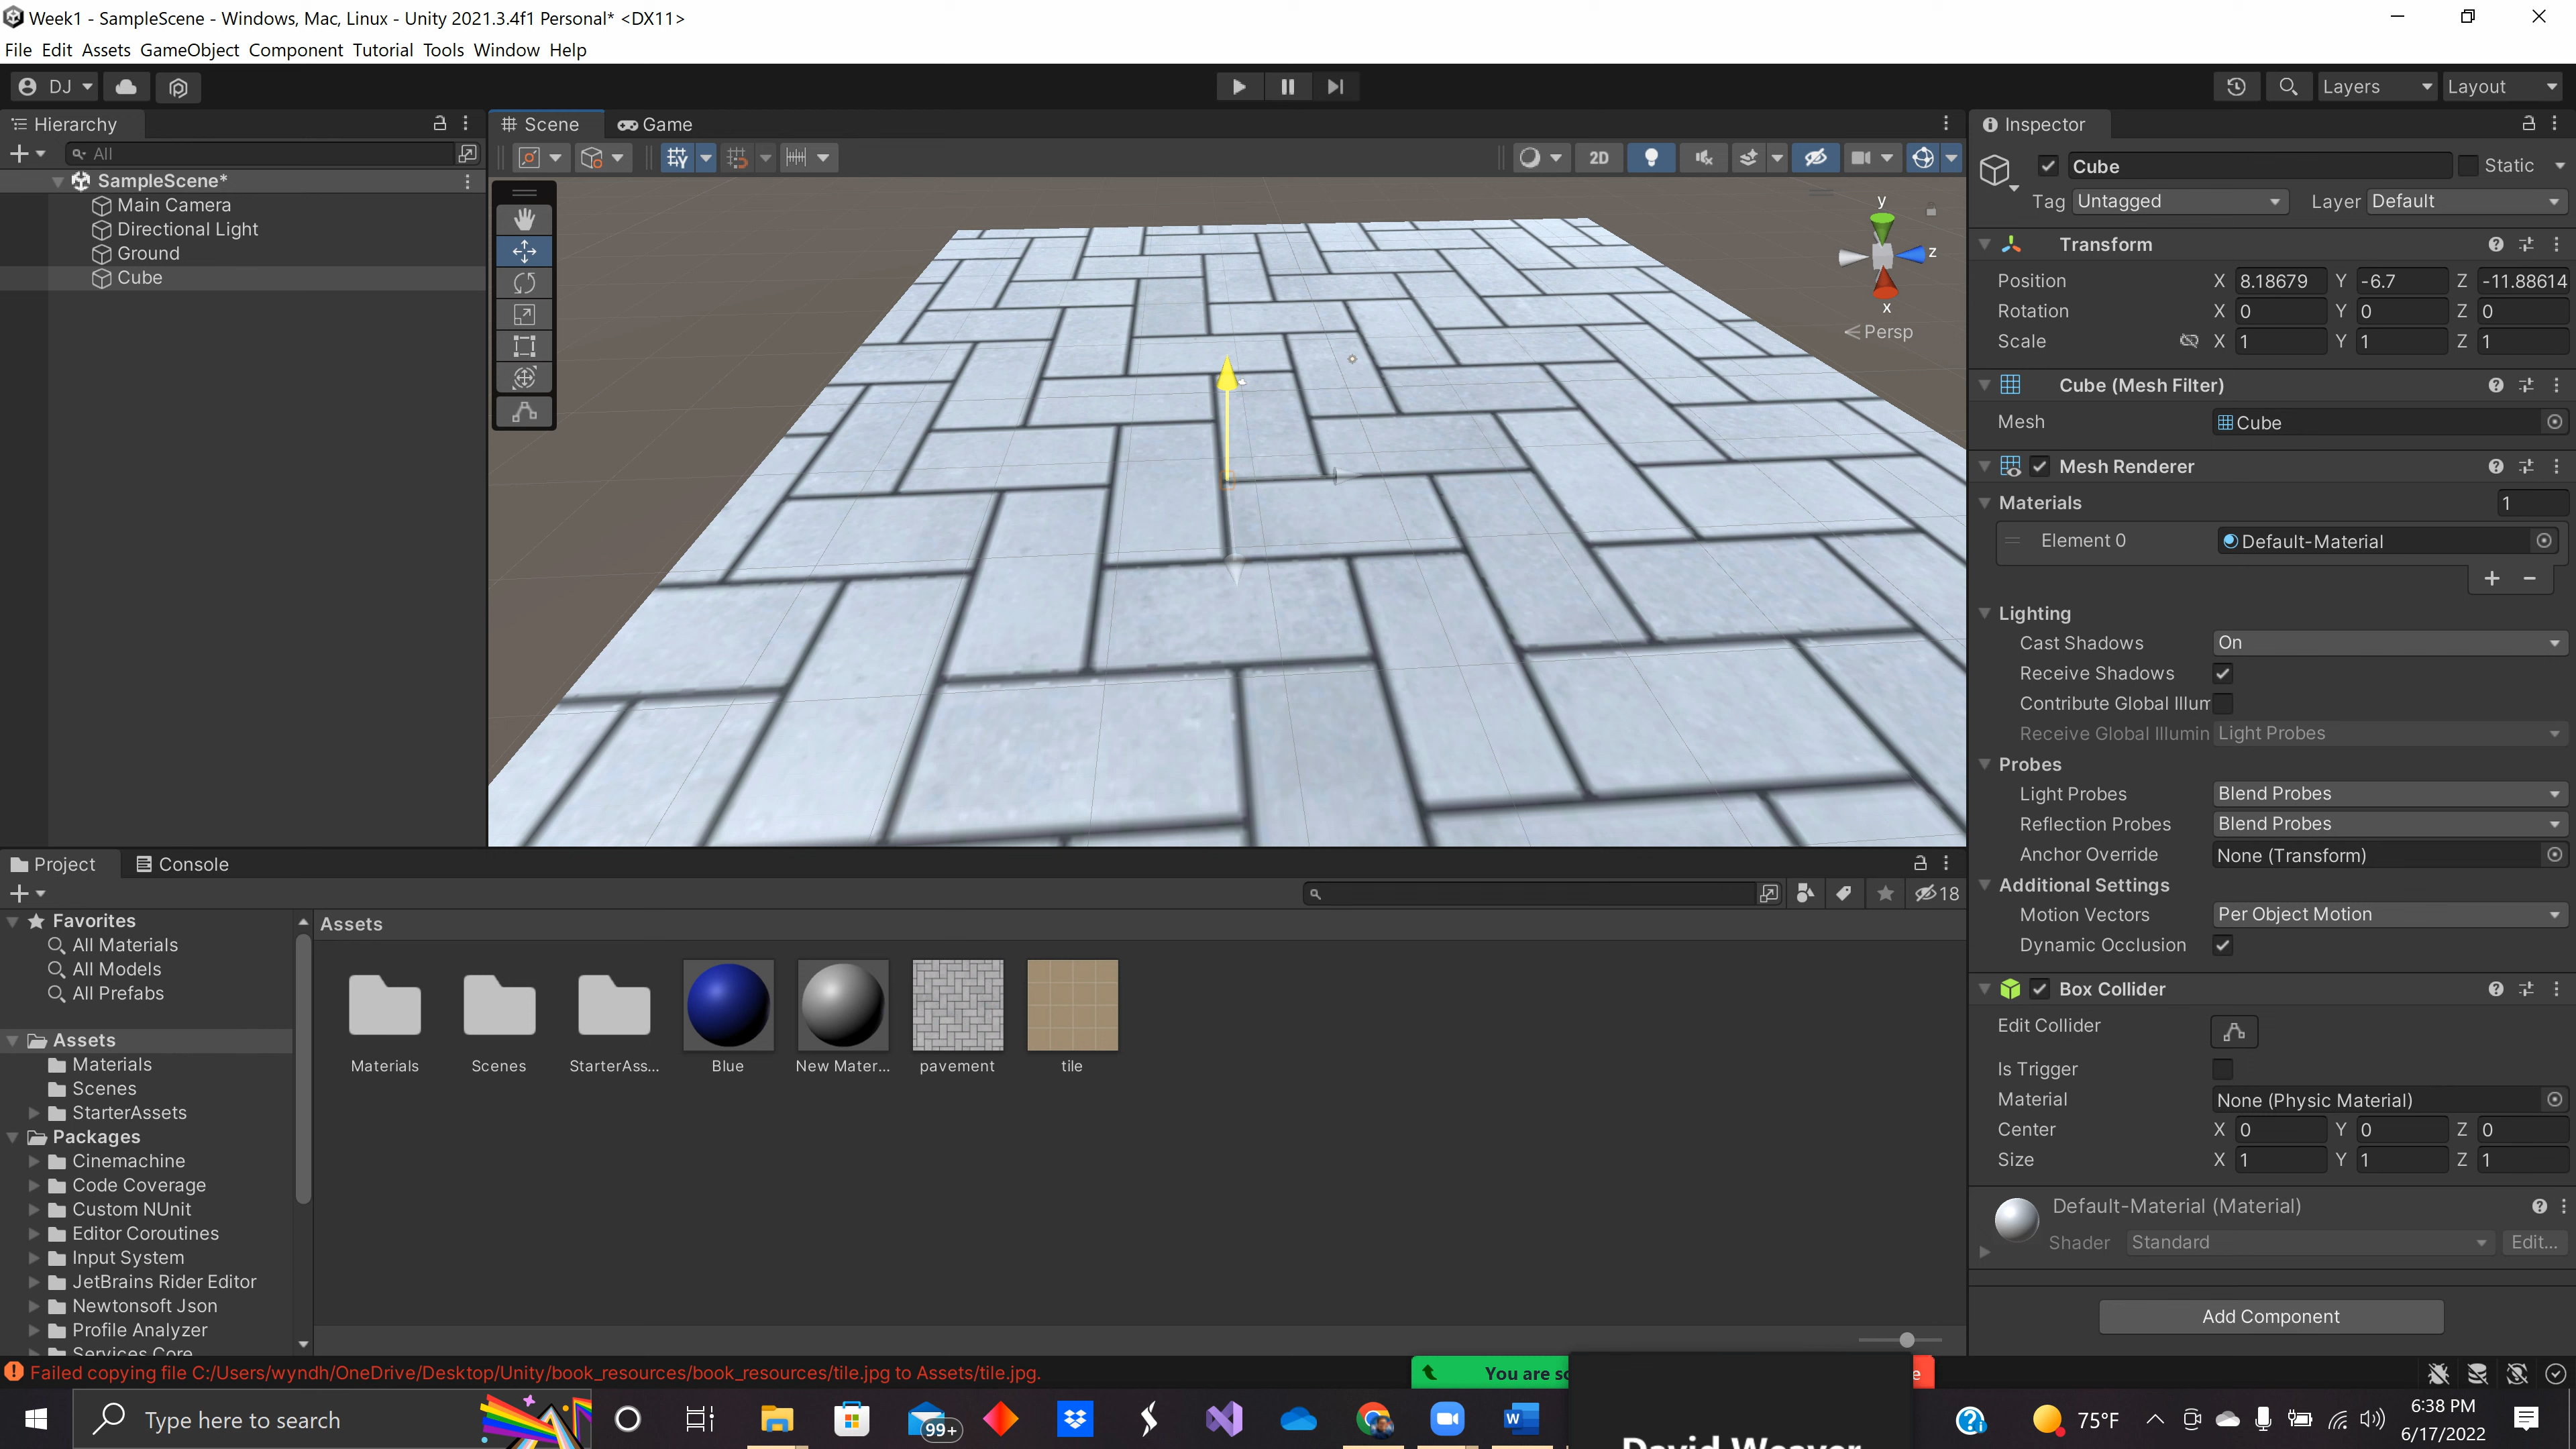 Week1 - SampleScene - Windows, Mac, Linux - Unity 2021.3.4f1 Personal* <DX11>
File Edit Assets GameObject Component Tutorial Tools Window Help
DJ
Layers
Layout
Hierarchy
All
SampleScene*
Main Camera
Directional Light
Ground
Cube
Scene
Game
2D
y
z
x
Persp
Inspector
Cube
Static
Tag Untagged
Layer Default
Transform
Position X 8.18679 Y -6.7 Z -11.88614
Rotation X 0 Y 0 Z 0
Scale X 1 Y 1 Z 1
Cube (Mesh Filter)
Mesh Cube
Mesh Renderer
Materials 1
Element 0 Default-Material
Lighting
Cast Shadows On
Receive Shadows
Contribute Global Illum
Receive Global Illumin Light Probes
Probes
Light Probes Blend Probes
Reflection Probes Blend Probes
Anchor Override None (Transform)
Additional Settings
Motion Vectors Per Object Motion
Dynamic Occlusion
Box Collider
Edit Collider
Is Trigger
Material None (Physic Material)
Center X 0 Y 0 Z 0
Size X 1 Y 1 Z 1
Default-Material (Material)
Shader Standard Edit...
Add Component
Project
Console
18
Favorites
All Materials
All Models
All Prefabs
Assets
Materials
Scenes
StarterAssets
Packages
Cinemachine
Code Coverage
Custom NUnit
Editor Coroutines
Input System
JetBrains Rider Editor
Newtonsoft Json
Profile Analyzer
Services Core
Assets
Materials
Scenes
StarterAss...
Blue
New Mater...
pavement
tile
Failed copying file C:/Users/wyndh/OneDrive/Desktop/Unity/book_resources/book_resources/tile.jpg to Assets/tile.jpg.
You are
Type here to search
99+
David Weaver
75°F
6:38 PM
6/17/2022